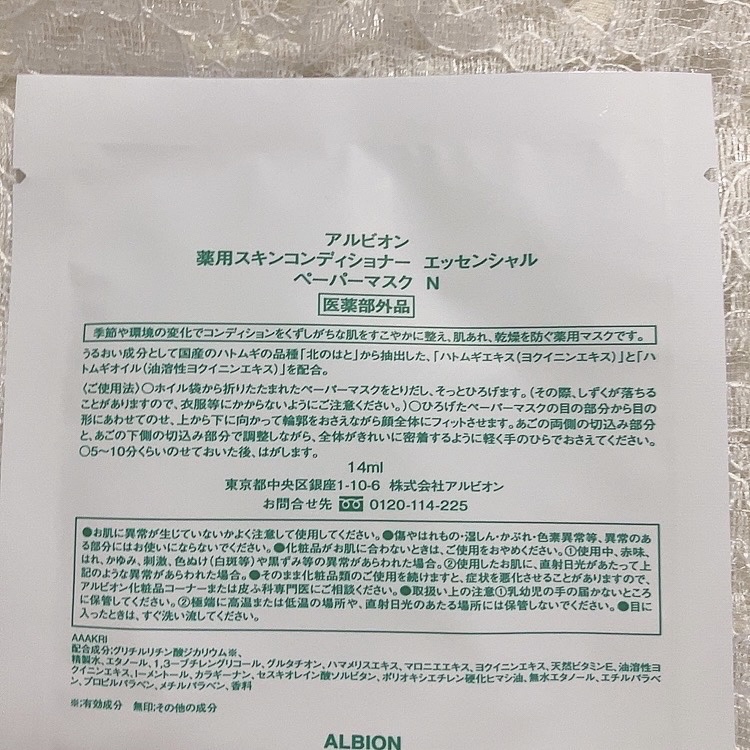 アルビオン
薬用スキンコンディショナー エッセンシャル
ペーパーマスク N
医薬部外品
季節や環境の変化でコンディションをくずしがちな肌をすこやかに整え、肌あれ、乾燥を防ぐ薬用マスクです。
うるおい成分として国産のハトムギの品種「北のはと」から抽出した、「ハトムギエキス(ヨクイニンエキス)」と「ハ
トムギオイル(油溶性ヨクイニンエキス)」を配合。
〈ご使用法〉○ホイル袋から折りたたまれたペーパーマスクをとりだし、そっとひろげます。(その際、しずくが落ちる
ことがありますので、衣服等にかからないようにご注意ください。)○ひろげたペーパーマスクの目の部分から目の
形にあわせてのせ、上から下に向かって輪郭をおさえながら顔全体にフィットさせます。あごの両側の切込み部分
と、あごの下側の切込み部分で調整しながら、全体がきれいに密着するように軽く手のひらでおさえてください。
○5〜10分くらいのせておいた後、はがします。
14ml
東京都中央区銀座1-10-6 株式会社アルビオン
お問合せ先 0120-114-225
●お肌に異常が生じていないかよく注意して使用してください。●傷やはれもの・湿しん・かぶれ・色素異常等、異常のあ
る部分にはお使いにならないでください。●化粧品がお肌に合わないときは、ご使用をおやめください。①使用中、赤味、
はれ、かゆみ、刺激、色ぬけ(白斑等)や黒ずみ等の異常があらわれた場合。②使用したお肌に、直射日光があたって上
記のような異常があらわれた場合。●そのまま化粧品類のご使用を続けますと、症状を悪化させることがありますので、
アルビオン化粧品コーナーまたは皮ふ科専門医にご相談ください。●取扱い上の注意①乳幼児の手の届かないところ
に保管してください。②極端に高温または低温の場所や、直射日光のあたる場所には保管しないでください。●目に
入ったときは、すぐ洗い流してください。
AAAKRI
配合成分:グリチルリチン酸ジカリウム※、
精製水、エタノール、1,3-ブチレングリコール、グルタチオン、ハマメリスエキス、マロニエエキス、ヨクイニンエキス、天然ビタミンE、油溶性ヨ
クイニンエキス、l-メントール、カラギーナン、セスキオレイン酸ソルビタン、ポリオキシエチレン硬化ヒマシ油、無水エタノール、エチルパラベ
ン、プロピルパラベン、メチルパラベン、香料
※:有効成分 無印:その他の成分
ALBION